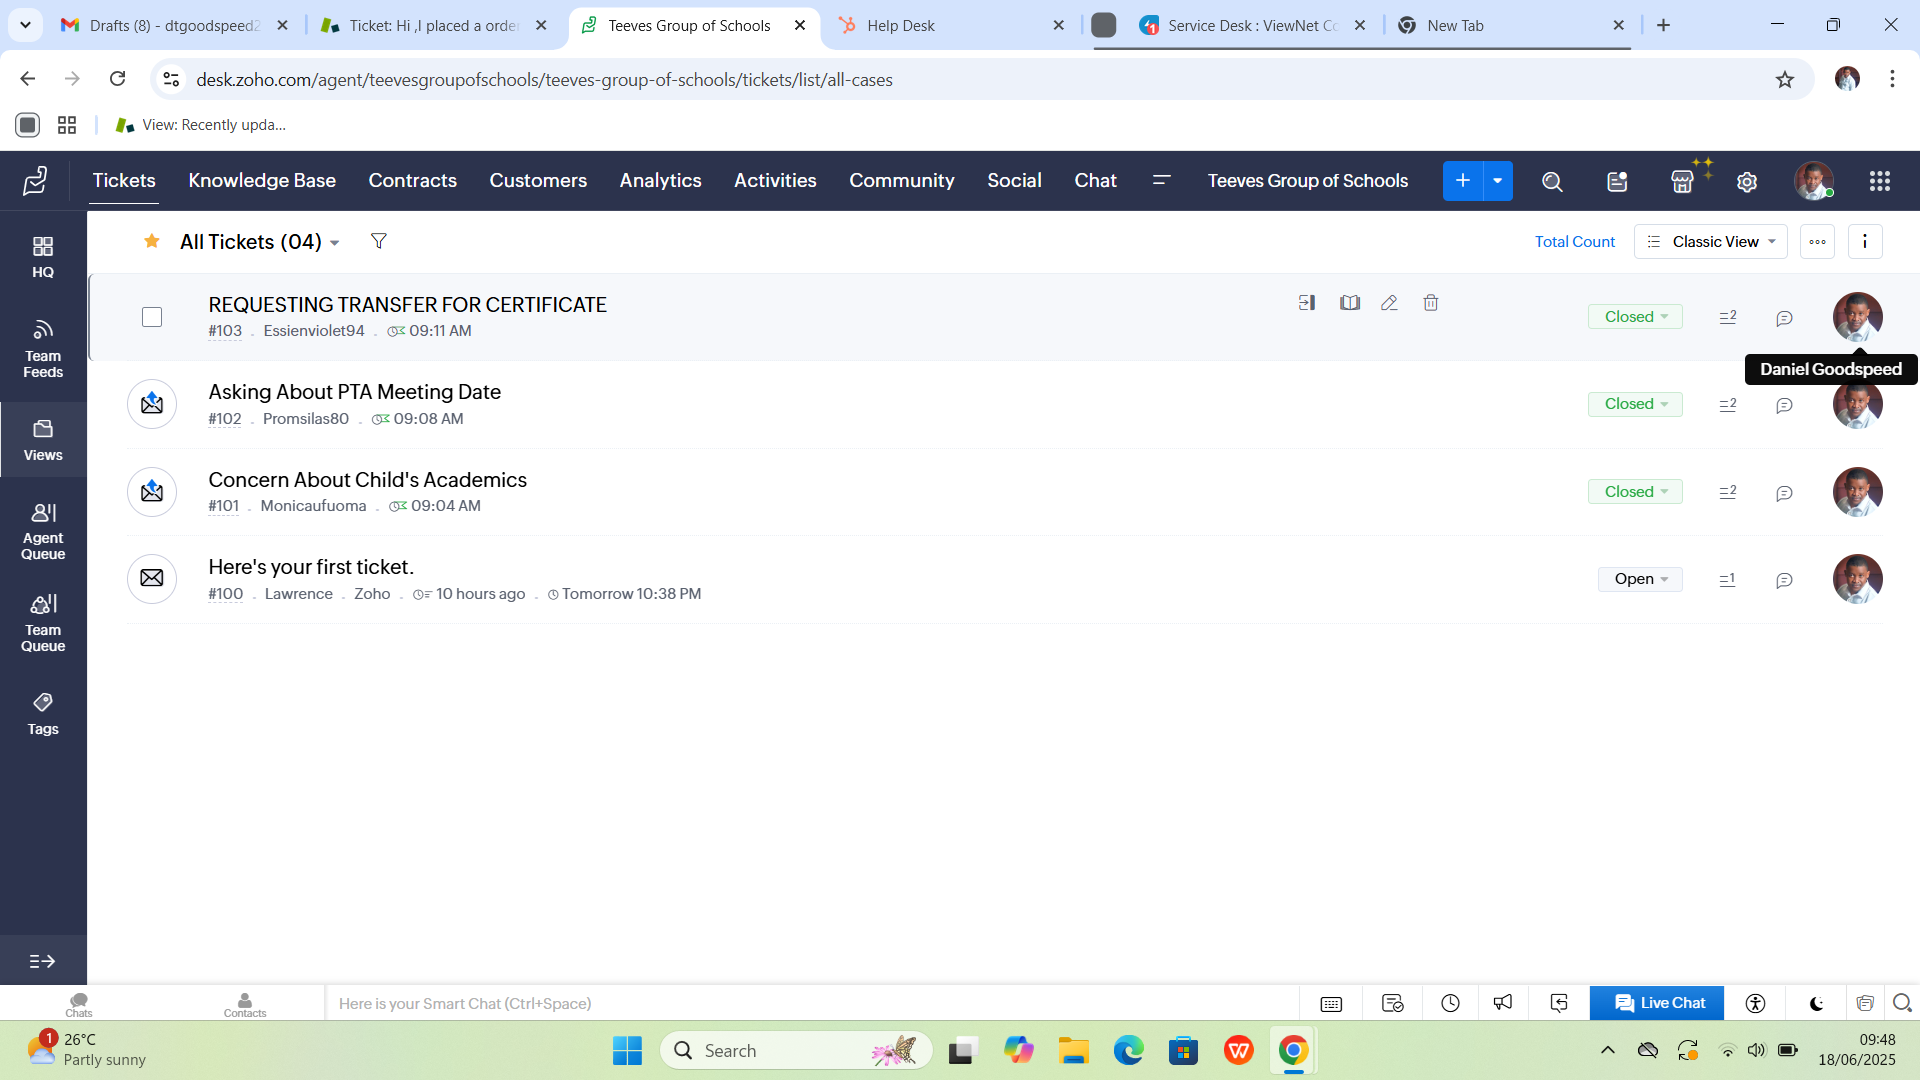 Drafts (8) - dtgoodspeed2
Ticket: Hi ,I placed a orde
Teeves Group of Schools
Help Desk
1
Service Desk : ViewNet Co
New Tab
desk.zoho.com/agent/teevesgroupofschools/teeves-group-of-schools/tickets/list/all-cases
View: Recently upda...
Tickets
Knowledge Base
Contracts
Customers
Analytics
Activities
Community
Social
Chat
Teeves Group of Schools
HQ
Team
Feeds
Views
Agent
Queue
Team
Queue
Tags
All Tickets (04)
Total Count
Classic View
REQUESTING TRANSFER FOR CERTIFICATE
#103 . Essienviolet94 . 09:11 AM
Closed
2
Daniel Goodspeed
Asking About PTA Meeting Date
#102 . Promsilas80 . 09:08 AM
Closed
2
Concern About Child's Academics
#101 . Monicaufuoma . 09:04 AM
Closed
2
Here's your first ticket.
#100 . Lawrence . Zoho . 10 hours ago . Tomorrow 10:38 PM
Open
1
Chats
Contacts
Here is your Smart Chat (Ctrl+Space)
Live Chat
1
26°C
Partly sunny
Search
09:48
18/06/2025